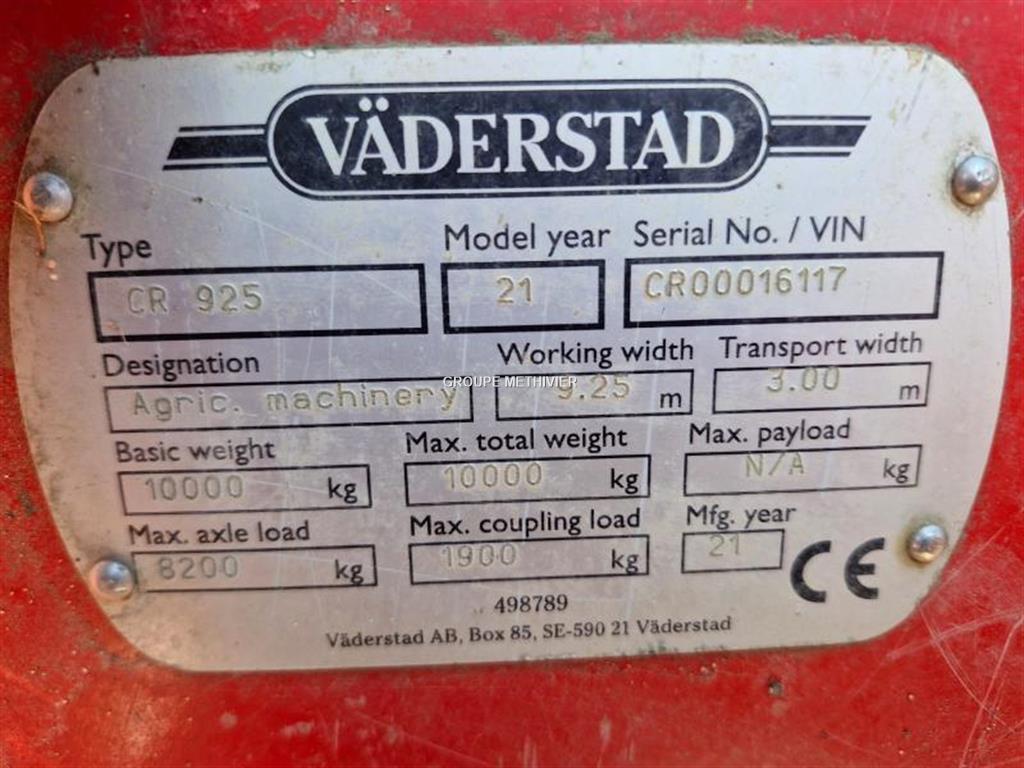 VÄDERSTAD
Type Model year Serial No. / VIN
CR 925 21 CR00016117
Designation Working width Transport width
Agric. machinery 9.25 m 3.00 m
GROUPE METHIVIER
Basic weight Max. total weight Max. payload
10000 kg 10000 kg N/A kg
Max. axle load Max. coupling load Mfg. year
8200 kg 1900 kg 21 CE
498789
Väderstad AB, Box 85, SE-590 21 Väderstad